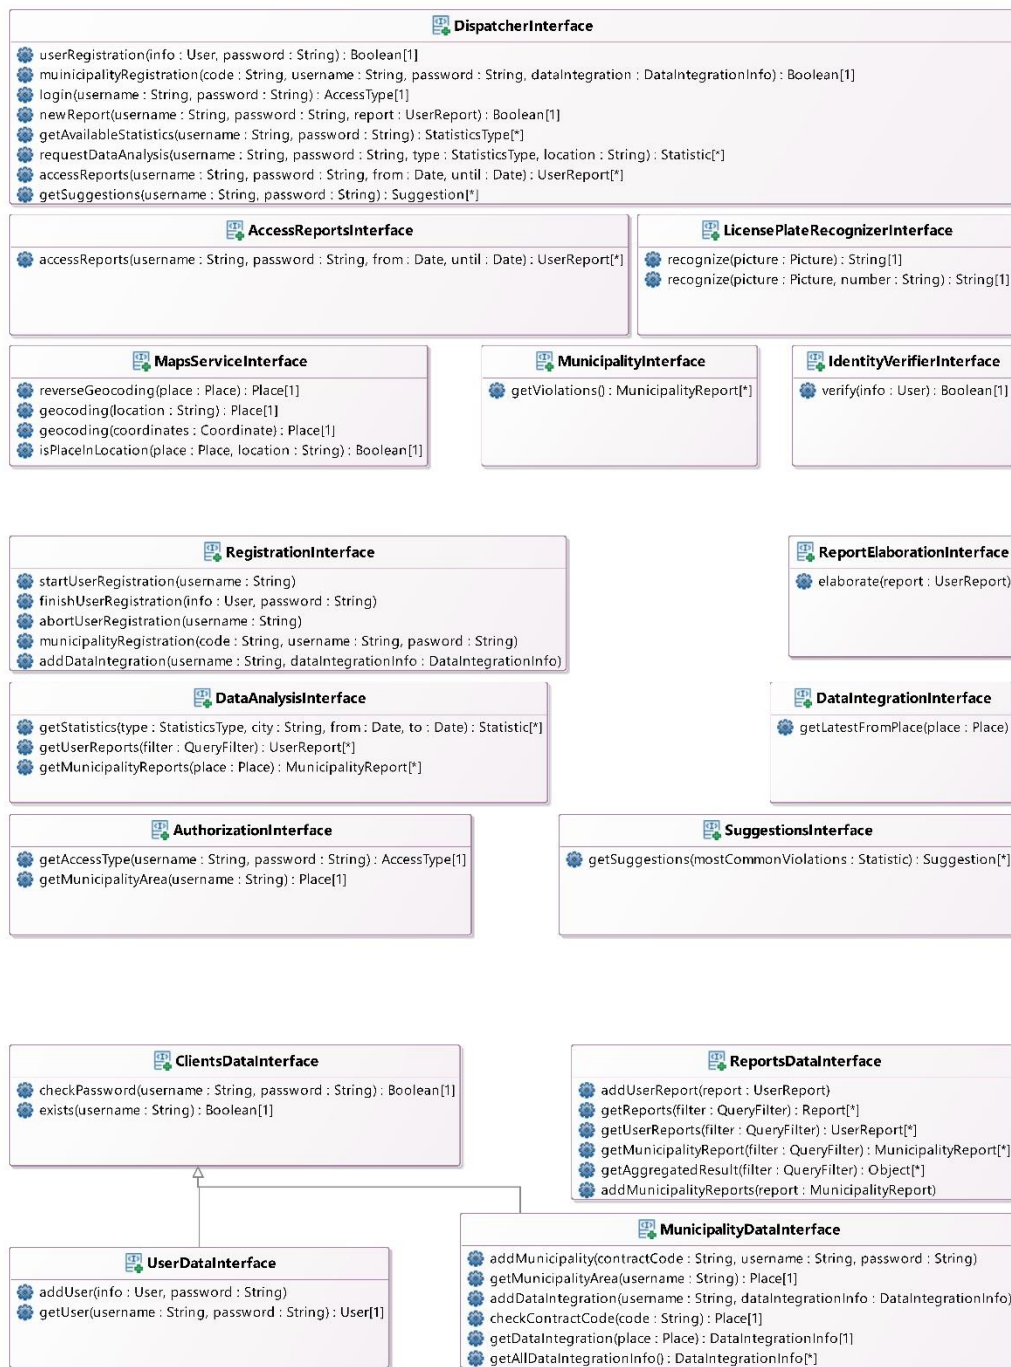 DispatcherInterface
userRegistration(info : User, password : String) : Boolean[1]
muinicipalityRegistration(code : String, username : String, password : String, dataIntegration : DataIntegrationInfo) : Boolean[1]
login(username : String, password : String) : AccessType[1]
newReport(username : String, password : String, report : UserReport) : Boolean[1]
getAvailableStatistics(username : String, password : String) : StatisticsType[*]
requestDataAnalysis(username : String, password : String, type : StatisticsType, location : String) : Statistic[*]
accessReports(username : String, password : String, from : Date, until : Date) : UserReport[*]
getSuggestions(username : String, password : String) : Suggestion[*]
AccessReportsInterface
accessReports(username : String, password : String, from : Date, until : Date) : UserReport[*]
LicensePlateRecognizerInterface
recognize(picture : Picture) : String[1]
recognize(picture : Picture, number : String) : String[1]
MapsServiceInterface
reverseGeocoding(place : Place) : Place[1]
geocoding(location : String) : Place[1]
geocoding(coordinates : Coordinate) : Place[1]
isPlaceInLocation(place : Place, location : String) : Boolean[1]
MunicipalityInterface
getViolations() : MunicipalityReport[*]
IdentityVerifierInterface
verify(info : User) : Boolean[1]
RegistrationInterface
startUserRegistration(username : String)
finishUserRegistration(info : User, password : String)
abortUserRegistration(username : String)
municipalityRegistration(code : String, username : String, pasword : String)
addDataIntegration(username : String, dataIntegrationInfo : DataIntegrationInfo)
ReportElaborationInterface
elaborate(report : UserReport)
DataAnalysisInterface
getStatistics(type : StatisticsType, city : String, from : Date, to : Date) : Statistic[*]
getUserReports(filter : QueryFilter) : UserReport[*]
getMunicipalityReports(place : Place) : MunicipalityReport[*]
DataIntegrationInterface
getLatestFromPlace(place : Place)
AuthorizationInterface
getAccessType(username : String, password : String) : AccessType[1]
getMunicipalityArea(username : String) : Place[1]
SuggestionsInterface
getSuggestions(mostCommonViolations : Statistic) : Suggestion[*]
ClientsDataInterface
checkPassword(username : String, password : String) : Boolean[1]
exists(username : String) : Boolean[1]
ReportsDataInterface
addUserReport(report : UserReport)
getReports(filter : QueryFilter) : Report[*]
getUserReports(filter : QueryFilter) : UserReport[*]
getMunicipalityReport(filter : QueryFilter) : MunicipalityReport[*]
getAggregatedResult(filter : QueryFilter) : Object[*]
addMunicipalityReports(report : MunicipalityReport)
UserDataInterface
addUser(info : User, password : String)
getUser(username : String, password : String) : User[1]
MunicipalityDataInterface
addMunicipality(contractCode : String, username : String, password : String)
getMunicipalityArea(username : String) : Place[1]
addDataIntegration(username : String, dataIntegrationInfo : DataIntegrationInfo)
checkContractCode(code : String) : Place[1]
getDataIntegration(place : Place) : DataIntegrationInfo[1]
getAllDataIntegrationInfo() : DataIntegrationInfo[*]